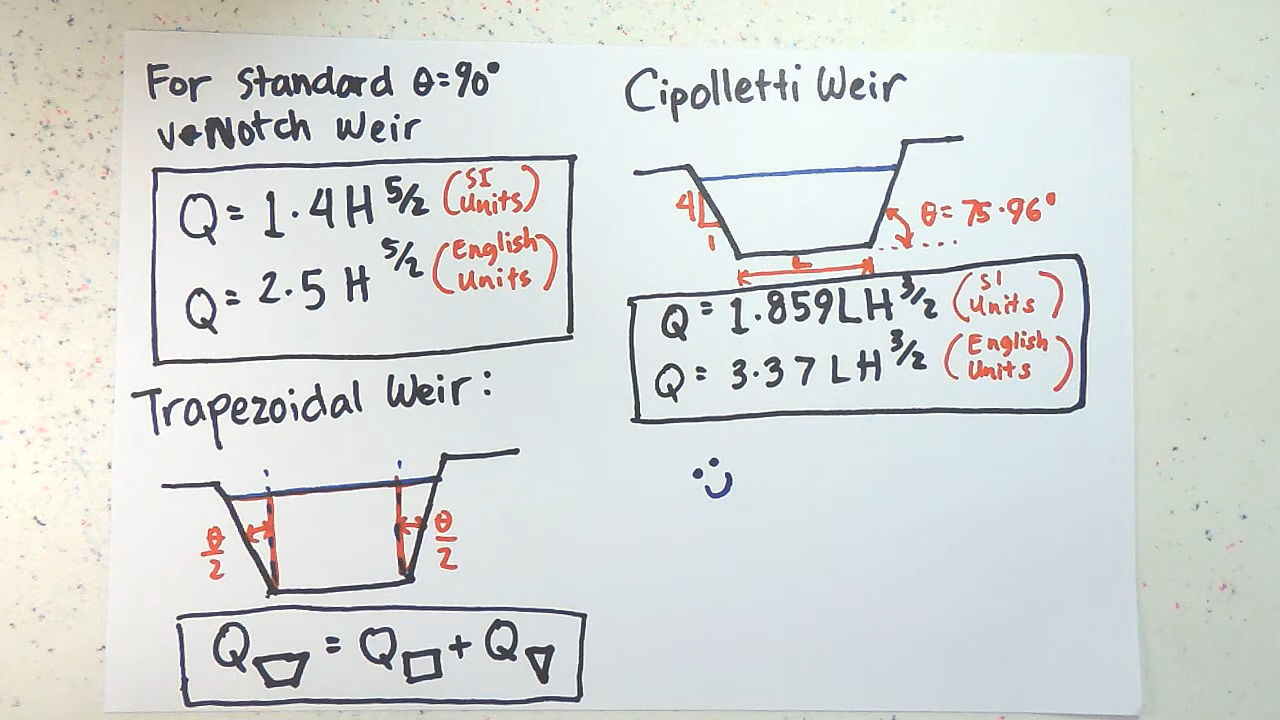 For standard θ=90°
v-Notch Weir
Q = 1.4 H 5/2 (SI Units)
Q = 2.5 H 5/2 (English Units)
Trapezoidal Weir:
θ/2
θ/2
Q = Q + Q
Cipolletti Weir
4
1
θ = 75.96°
L
Q = 1.859 L H 3/2 (SI Units)
Q = 3.37 L H 3/2 (English Units)